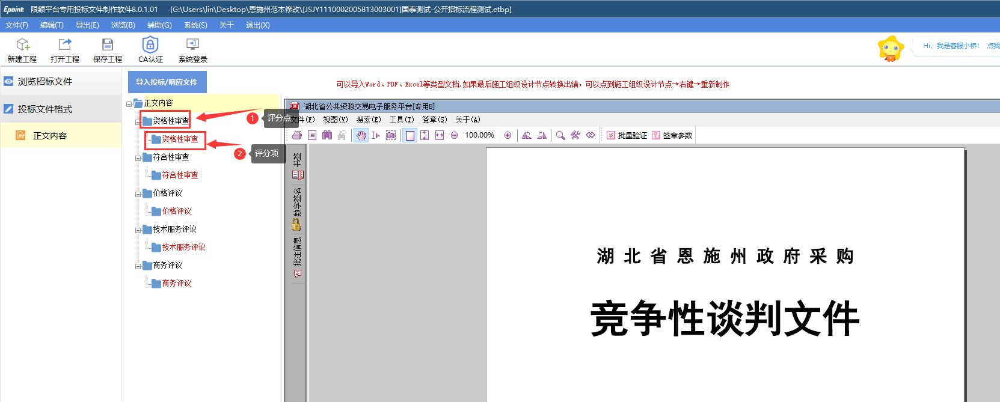 Epoint 限额平台专用投标文件制作软件8.0.1.01 [G:\Users\lin\Desktop\恩施州范本修改\[JSJY1110002005813003001]国泰测试-公开招标流程测试.etbp]
文件(F) 编辑(T) 导出(E) 浏览(B) 辅助(G) 系统(S) 关于 退出(X)
新建工程 打开工程 保存工程 CA认证 系统登录
Hi，我是客服小桥！ 点我
浏览招标文件
投标文件格式
正文内容
导入投标/响应文件
可以导入Word、PDF、Excel等类型文档,如果最后施工组织设计节点转换出错，可以点到施工组织设计节点→右键→重新制作
正文内容
资格性审查
1 评分点
资格性审查
2 评分项
符合性审查
符合性审查
价格评议
价格评议
技术服务评议
技术服务评议
商务评议
商务评议
PDF 湖北省公共资源交易电子服务平台[专用B]
文件(F) 视图(V) 搜索(E) 工具(T) 签章(S) 关于(A)
100.00% 批量验证 签章参数
书签
数字签名
批注信息
湖北省恩施州政府采购
竞争性谈判文件